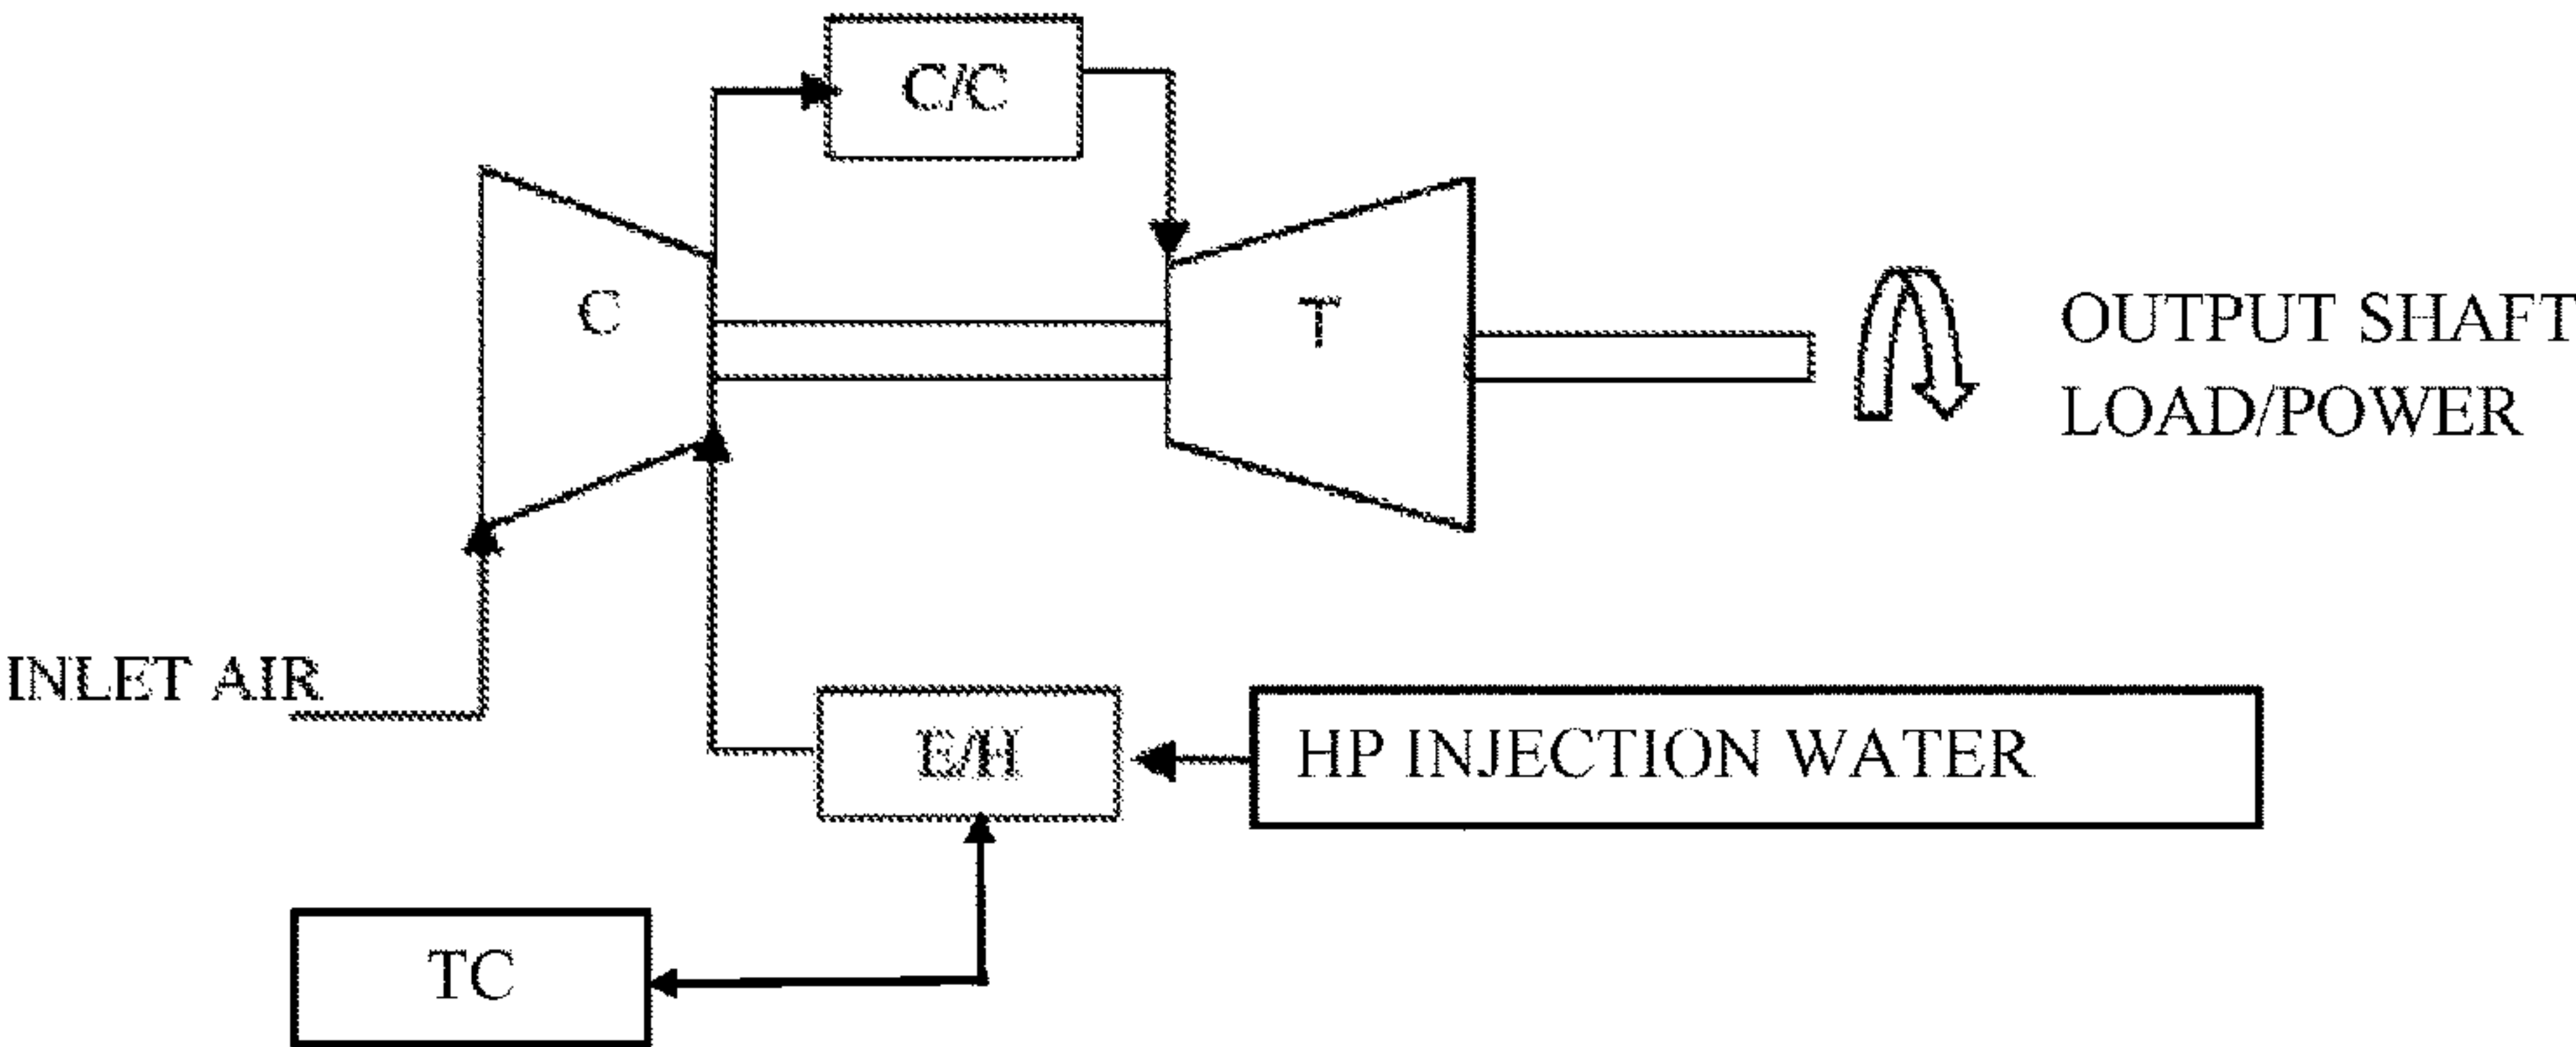 C/C
C
T
OUTPUT SHAFT
LOAD/POWER
INLET AIR
E/H
HP INJECTION WATER
TC